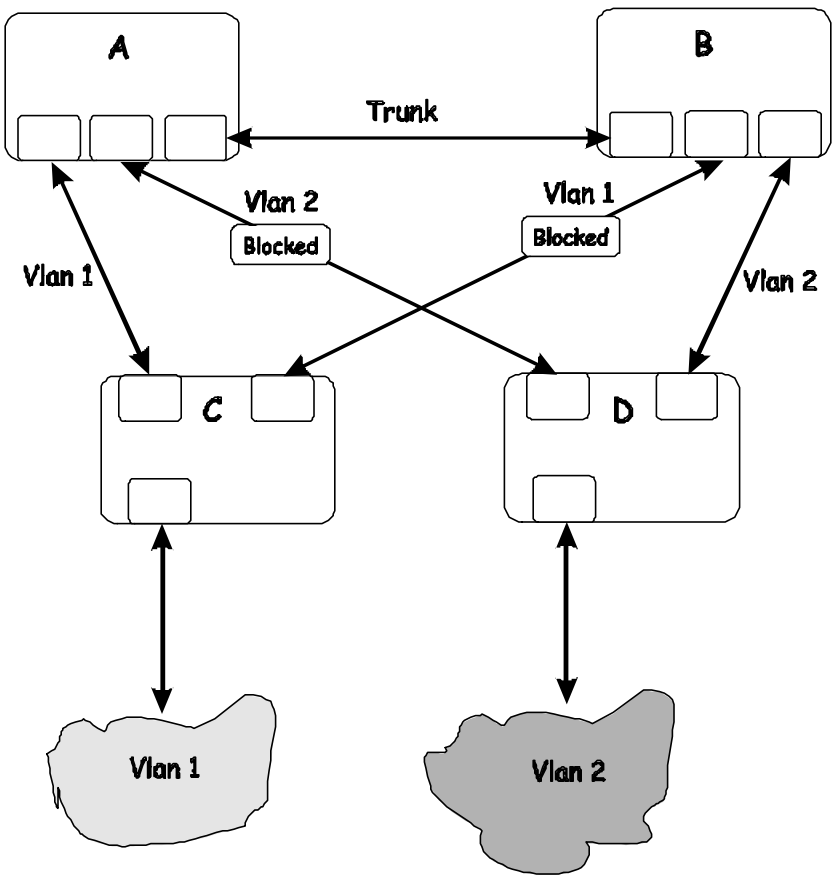 A
B
Trunk
Vlan 2
Vlan 1
Blocked
Blocked
Vlan 1
Vlan 2
C
D
Vlan 1
Vlan 2